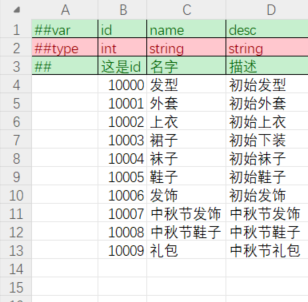 A B C D
1 ##var id name desc
2 ##type int string string
3 ## 这是id 名字 描述
4 10000 发型 初始发型
5 10001 外套 初始外套
6 10002 上衣 初始上衣
7 10003 裙子 初始下装
8 10004 袜子 初始袜子
9 10005 鞋子 初始鞋子
10 10006 发饰 初始发饰
11 10007 中秋节发饰 中秋节发饰
12 10008 中秋节鞋子 中秋节鞋子
13 10009 礼包 中秋节礼包
14
15